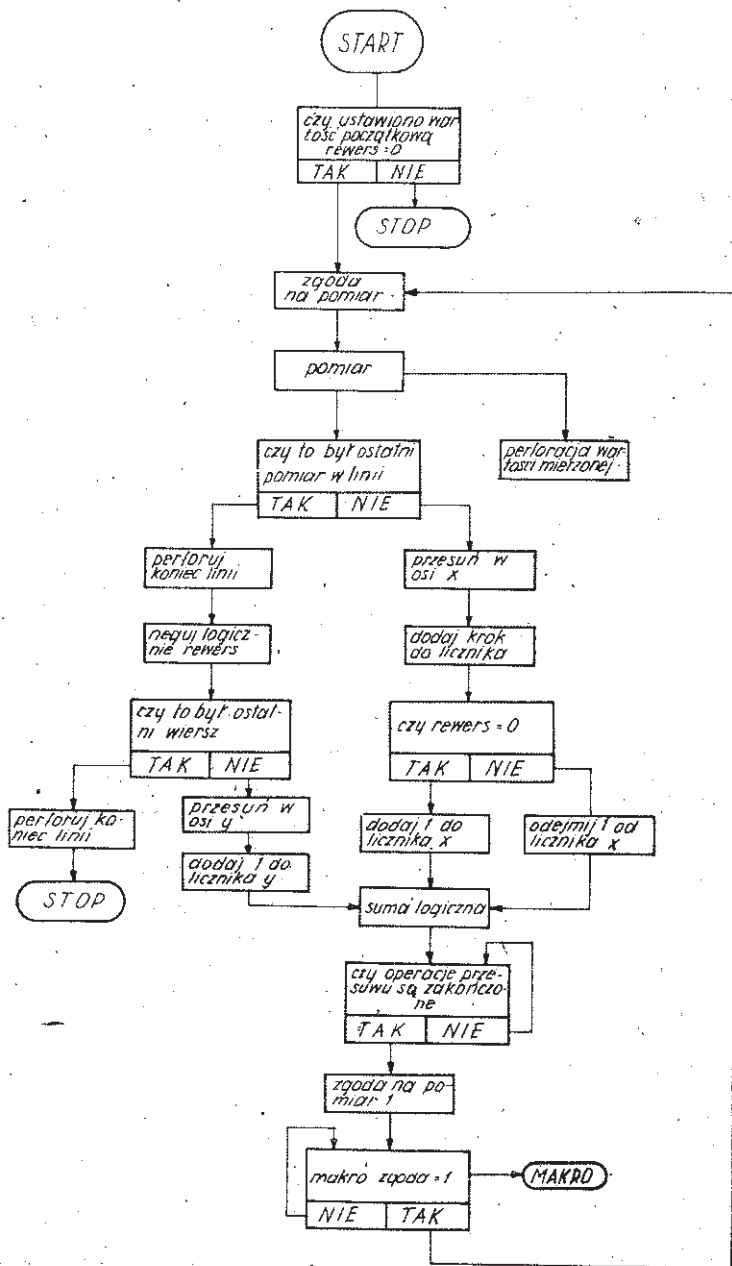 START
czy ustawiono war
tość początkową
rewers = 0
TAK NIE
STOP
zgoda
na pomiar
pomiar
czy to był ostatni
pomiar w linii
TAK NIE
perforacja war
tości mierzonej
perforuj
koniec linii
przesuń w
osi x
neguj logicz-
nie rewers
dodaj krok
do licznika
czy to był ostat-
ni wiersz
TAK NIE
czy rewers = 0
TAK NIE
perforuj ko-
niec linii
przesuń w
osi y
dodaj 1 do
licznika x
odejmij 1 od
licznika x
STOP
dodaj 1 do
licznika y
suma logiczna
czy operacje prze-
suwu są zakończo-
ne
TAK NIE
zgoda na po-
miar 1
makro zgoda = 1
NIE TAK
MAKRO